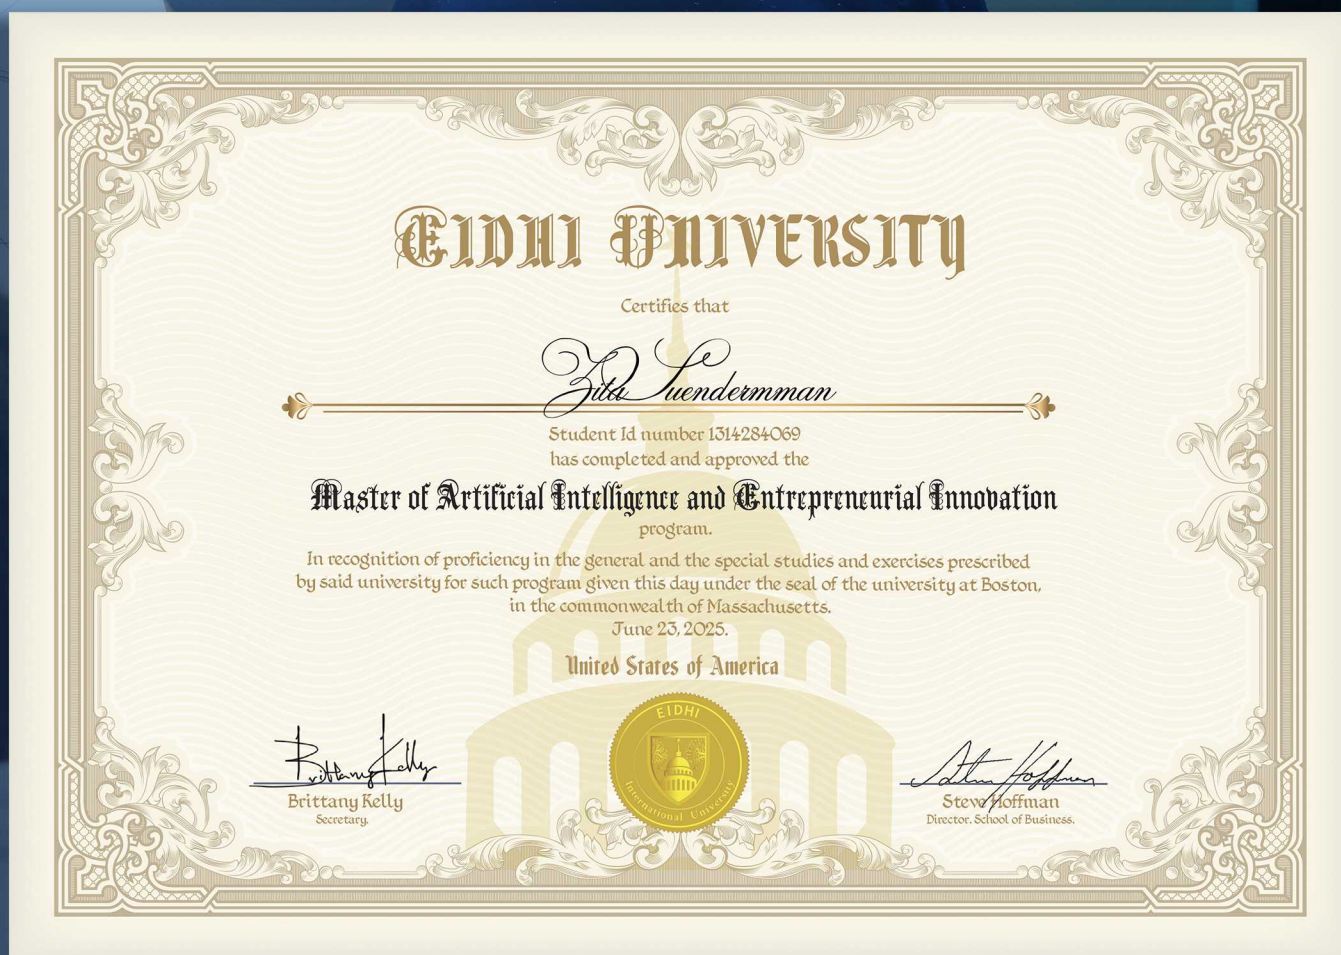 EIDHI UNIVERSITY
Certifies that
Zita Suendermman
Student Id number 1314284069
has completed and approved the
Master of Artificial Intelligence and Entrepreneurial Innovation
program.
In recognition of proficiency in the general and the special studies and exercises prescribed
by said university for such program given this day under the seal of the university at Boston,
in the commonwealth of Massachusetts.
June 23, 2025.
United States of America
EIDHI
International University
Brittany Kelly
Brittany Kelly
Secretary.
Steve Hoffman
Director. School of Business.